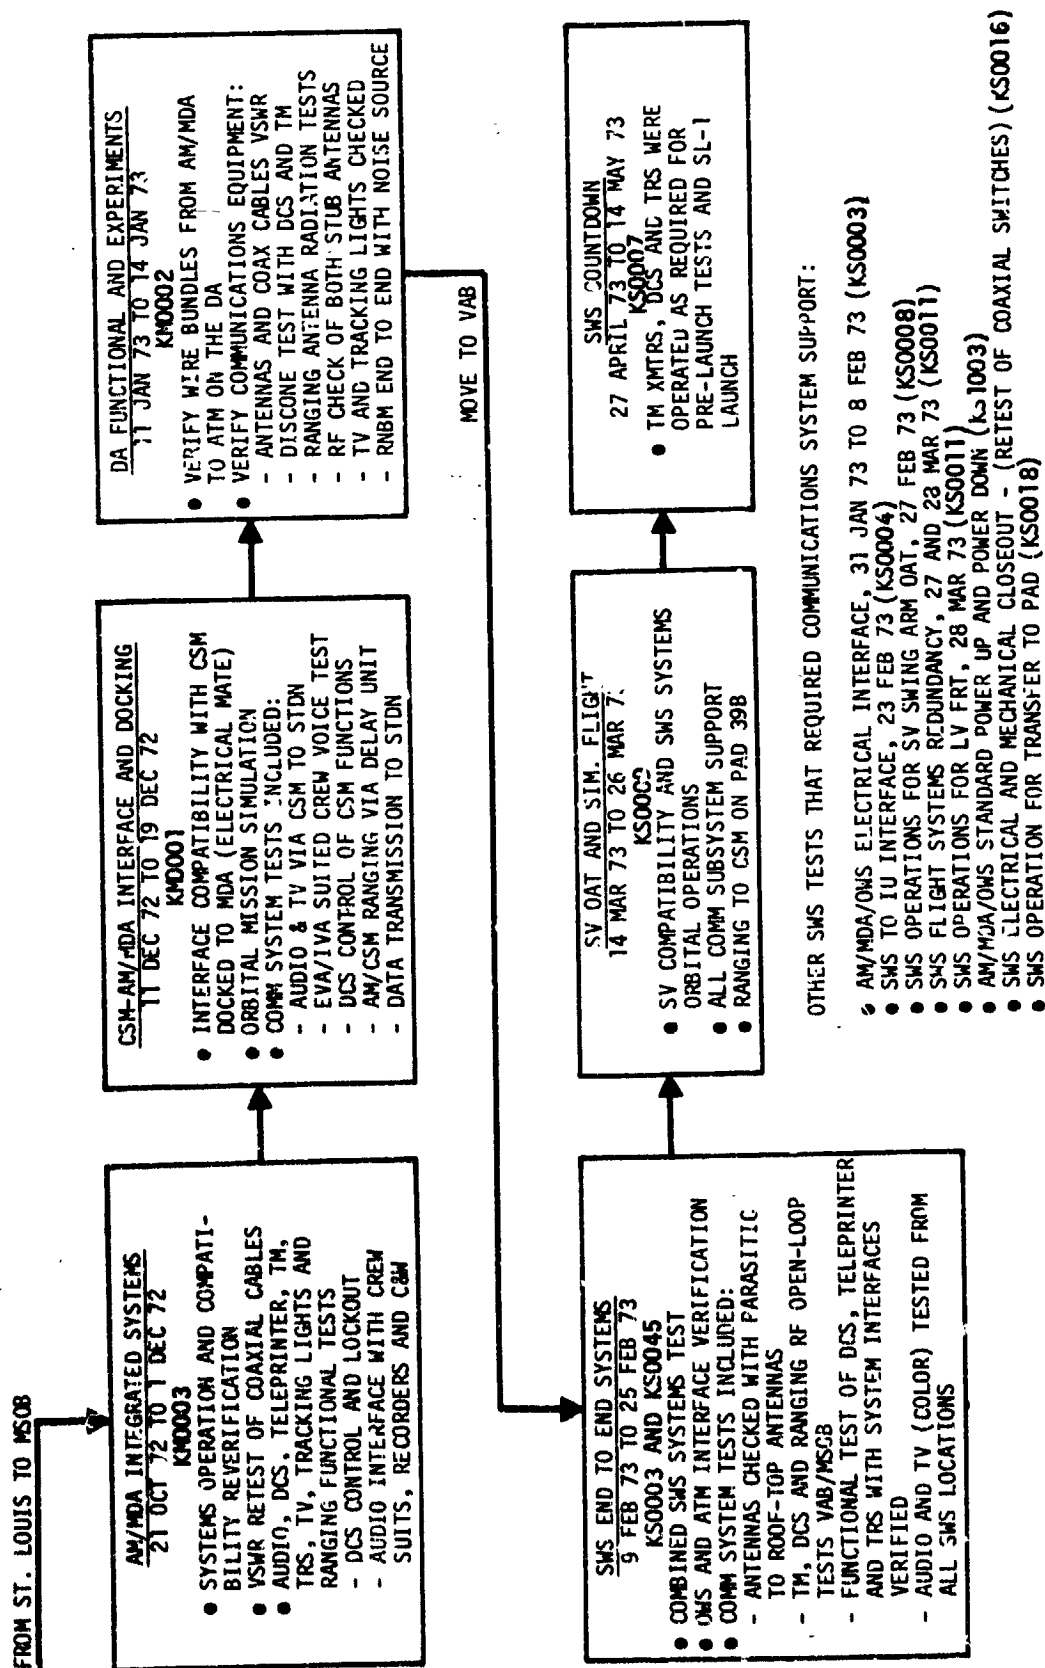 FROM ST. LOUIS TO MSOB
AM/MDA INTEGRATED SYSTEMS
21 OCT 72 TO 1 DEC 72
KM0003
● SYSTEMS OPERATION AND COMPATI-
BILITY REVERIFICATION
● VSWR RETEST OF COAXIAL CABLES
● AUDIO, DCS, TELEPRINTER, TM,
TRS, TV, TRACKING LIGHTS AND
RANGING FUNCTIONAL TESTS
- DCS CONTROL AND LOCKOUT
- AUDIO INTERFACE WITH CREW
SUITS, RECORDERS AND C&W
CSM-AM/MDA INTERFACE AND DOCKING
11 DEC 72 TO 19 DEC 72
KM0001
● INTERFACE COMPATIBILITY WITH CSM
DOCKED TO MDA (ELECTRICAL MATE)
● ORBITAL MISSION SIMULATION
● COMM SYSTEM TESTS INCLUDED:
- AUDIO & TV VIA CSM TO STDN
- EVA/IVA SUITED CREW VOICE TEST
- DCS CONTROL OF CSM FUNCTIONS
- AM/CSM RANGING VIA DELAY UNIT
- DATA TRANSMISSION TO STDN
DA FUNCTIONAL AND EXPERIMENTS
11 JAN 73 TO 14 JAN 73
KM0002
● VERIFY WIRE BUNDLES FROM AM/MDA
TO ATM ON THE DA
● VERIFY COMMUNICATIONS EQUIPMENT:
- ANTENNAS AND COAX CABLES VSWR
- DISCONE TEST WITH DCS AND TM
- RANGING ANTENNA RADIATION TESTS
- RF CHECK OF BOTH STUB ANTENNAS
- TV AND TRACKING LIGHTS CHECKED
- RNBM END TO END WITH NOISE SOURCE
MOVE TO VAB
SWS END TO END SYSTEMS
9 FEB 73 TO 25 FEB 73
KS0003 AND KS0045
● COMBINED SWS SYSTEMS TEST
● OWS AND ATM INTERFACE VERIFICATION
● COMM SYSTEM TESTS INCLUDED:
- ANTENNAS CHECKED WITH PARASITIC
TO ROOF-TOP ANTENNAS
- TM, DCS AND RANGING RF OPEN-LOOP
TESTS VAB/MSOB
- FUNCTIONAL TEST OF DCS, TELEPRINTER
AND TRS WITH SYSTEM INTERFACES
VERIFIED
- AUDIO AND TV (COLOR) TESTED FROM
ALL SWS LOCATIONS
SV OAT AND SIM. FLIGHT
14 MAR 73 TO 26 MAR
● SV COMPATIBILITY AND SWS SYSTEMS
ORBITAL OPERATIONS
● ALL COMM SUBSYSTEM SUPPORT
● RANGING TO CSM ON PAD 39B
SWS COUNTDOWN
27 APRIL 73 TO 14 MAY 73
KS0007
● TM XMTRS, DCS AND TRS WERE
OPERATED AS REQUIRED FOR
PRE-LAUNCH TESTS AND SL-1
LAUNCH
OTHER SWS TESTS THAT REQUIRED COMMUNICATIONS SYSTEM SUPPORT:
● AM/MDA/OWS ELECTRICAL INTERFACE, 31 JAN 73 TO 8 FEB 73 (KS0003)
● SWS TO IU INTERFACE, 23 FEB 73 (KS0004)
● SWS OPERATIONS FOR SV SWING ARM OAT, 27 FEB 73 (KS0008)
● SWS FLIGHT SYSTEMS REDUNDANCY, 27 AND 28 MAR 73 (KS0011)
● SWS OPERATIONS FOR LV FRT, 28 MAR 73 (KS0011)
● AM/MDA/OWS STANDARD POWER UP AND POWER DOWN (KS1003)
● SWS ELECTRICAL AND MECHANICAL CLOSEOUT - (RETEST OF COAXIAL SWITCHES) (KS0016)
● SWS OPERATION FOR TRANSFER TO PAD (KS0018)